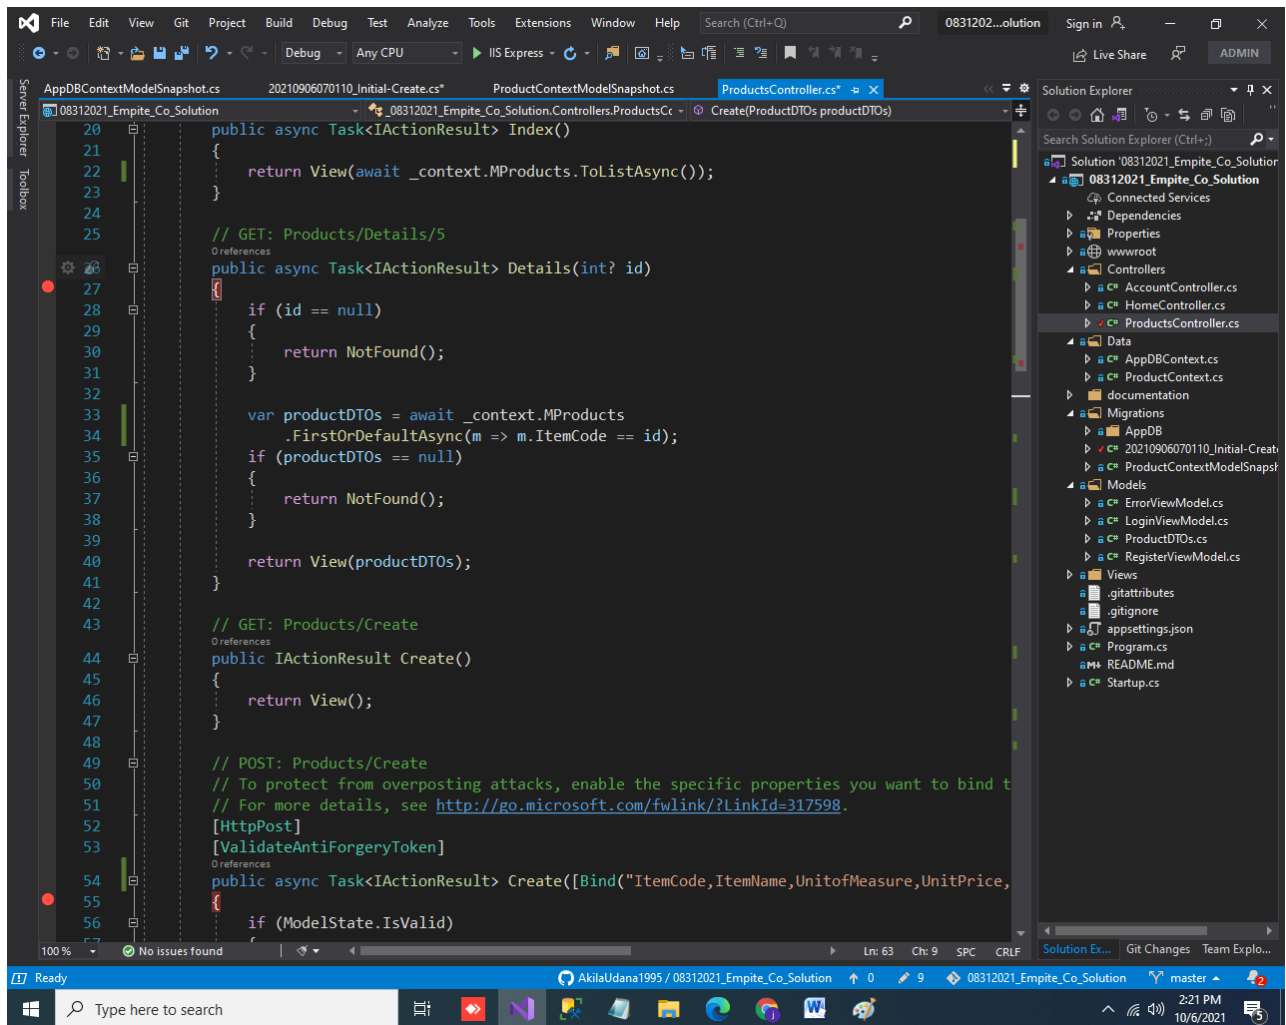 File Edit View Git Project Build Debug Test Analyze Tools Extensions Window Help Search (Ctrl+Q) 0831202...olution Sign in
Debug Any CPU IIS Express Live Share ADMIN
Server Explorer
Toolbox
AppDBContextModelSnapshot.cs 20210906070110_Initial-Create.cs* ProductContextModelSnapshot.cs ProductsController.cs*
08312021_Empite_Co_Solution _08312021_Empite_Co_Solution.Controllers.ProductsCc Create(ProductDTOs productDTOs)
20 public async Task<IActionResult> Index()
21 {
22 return View(await _context.MProducts.ToListAsync());
23 }
24
25 // GET: Products/Details/5
0 references
26 public async Task<IActionResult> Details(int? id)
27 {
28 if (id == null)
29 {
30 return NotFound();
31 }
32
33 var productDTOs = await _context.MProducts
34 .FirstOrDefaultAsync(m => m.ItemCode == id);
35 if (productDTOs == null)
36 {
37 return NotFound();
38 }
39
40 return View(productDTOs);
41 }
42
43 // GET: Products/Create
0 references
44 public IActionResult Create()
45 {
46 return View();
47 }
48
49 // POST: Products/Create
50 // To protect from overposting attacks, enable the specific properties you want to bind t
51 // For more details, see http://go.microsoft.com/fwlink/?LinkId=317598.
52 [HttpPost]
53 [ValidateAntiForgeryToken]
0 references
54 public async Task<IActionResult> Create([Bind("ItemCode,ItemName,UnitofMeasure,UnitPrice,
55 {
56 if (ModelState.IsValid)
57 {
100 % No issues found Ln: 63 Ch: 9 SPC CRLF
Solution Explorer
Search Solution Explorer (Ctrl+;)
Solution '08312021_Empite_Co_Solution
08312021_Empite_Co_Solution
Connected Services
Dependencies
Properties
wwwroot
Controllers
C# AccountController.cs
C# HomeController.cs
C# ProductsController.cs
Data
C# AppDBContext.cs
C# ProductContext.cs
documentation
Migrations
AppDB
C# 20210906070110_Initial-Create
C# ProductContextModelSnapsh
Models
C# ErrorViewModel.cs
C# LoginViewModel.cs
C# ProductDTOs.cs
C# RegisterViewModel.cs
Views
.gitattributes
.gitignore
appsettings.json
C# Program.cs
M+ README.md
C# Startup.cs
Solution Ex... Git Changes Team Explo...
Ready AkilaUdana1995 / 08312021_Empite_Co_Solution 0 9 08312021_Empite_Co_Solution master 2
Type here to search W 2:21 PM
10/6/2021 5